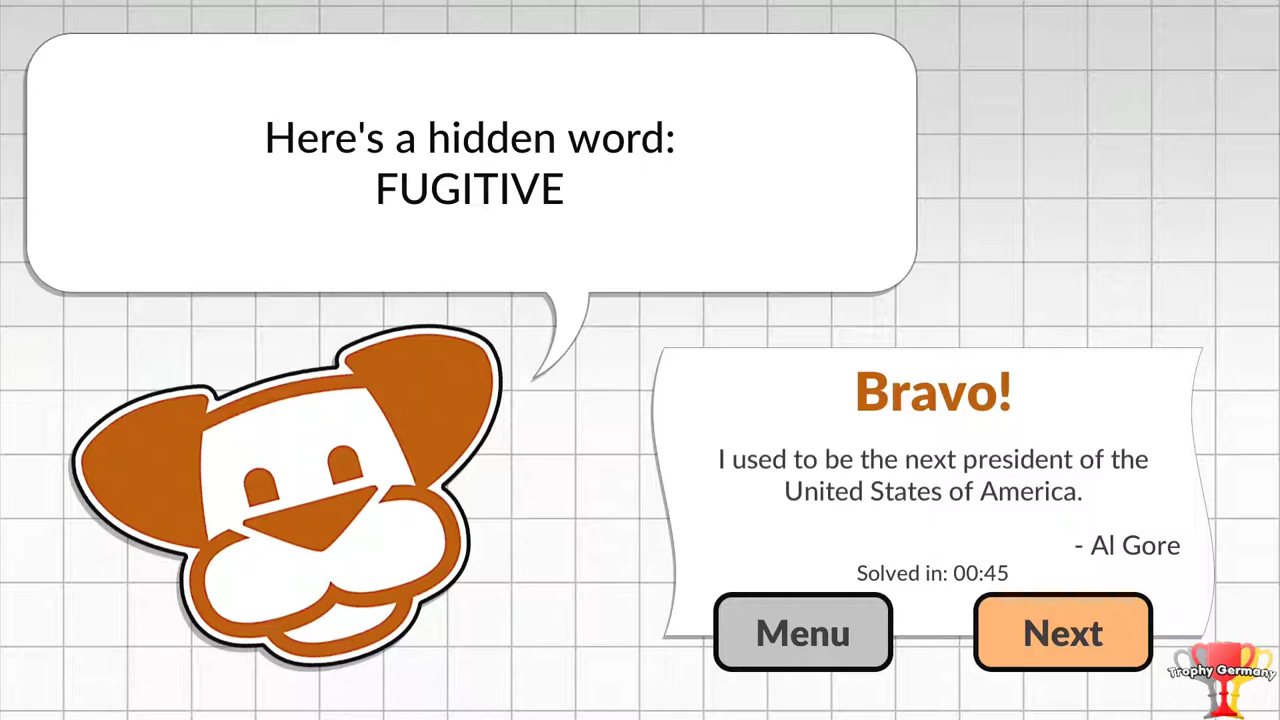 Here's a hidden word:
FUGITIVE
Bravo!
I used to be the next president of the
United States of America.
- Al Gore
Solved in: 00:45
Menu
Next
Trophy Germany